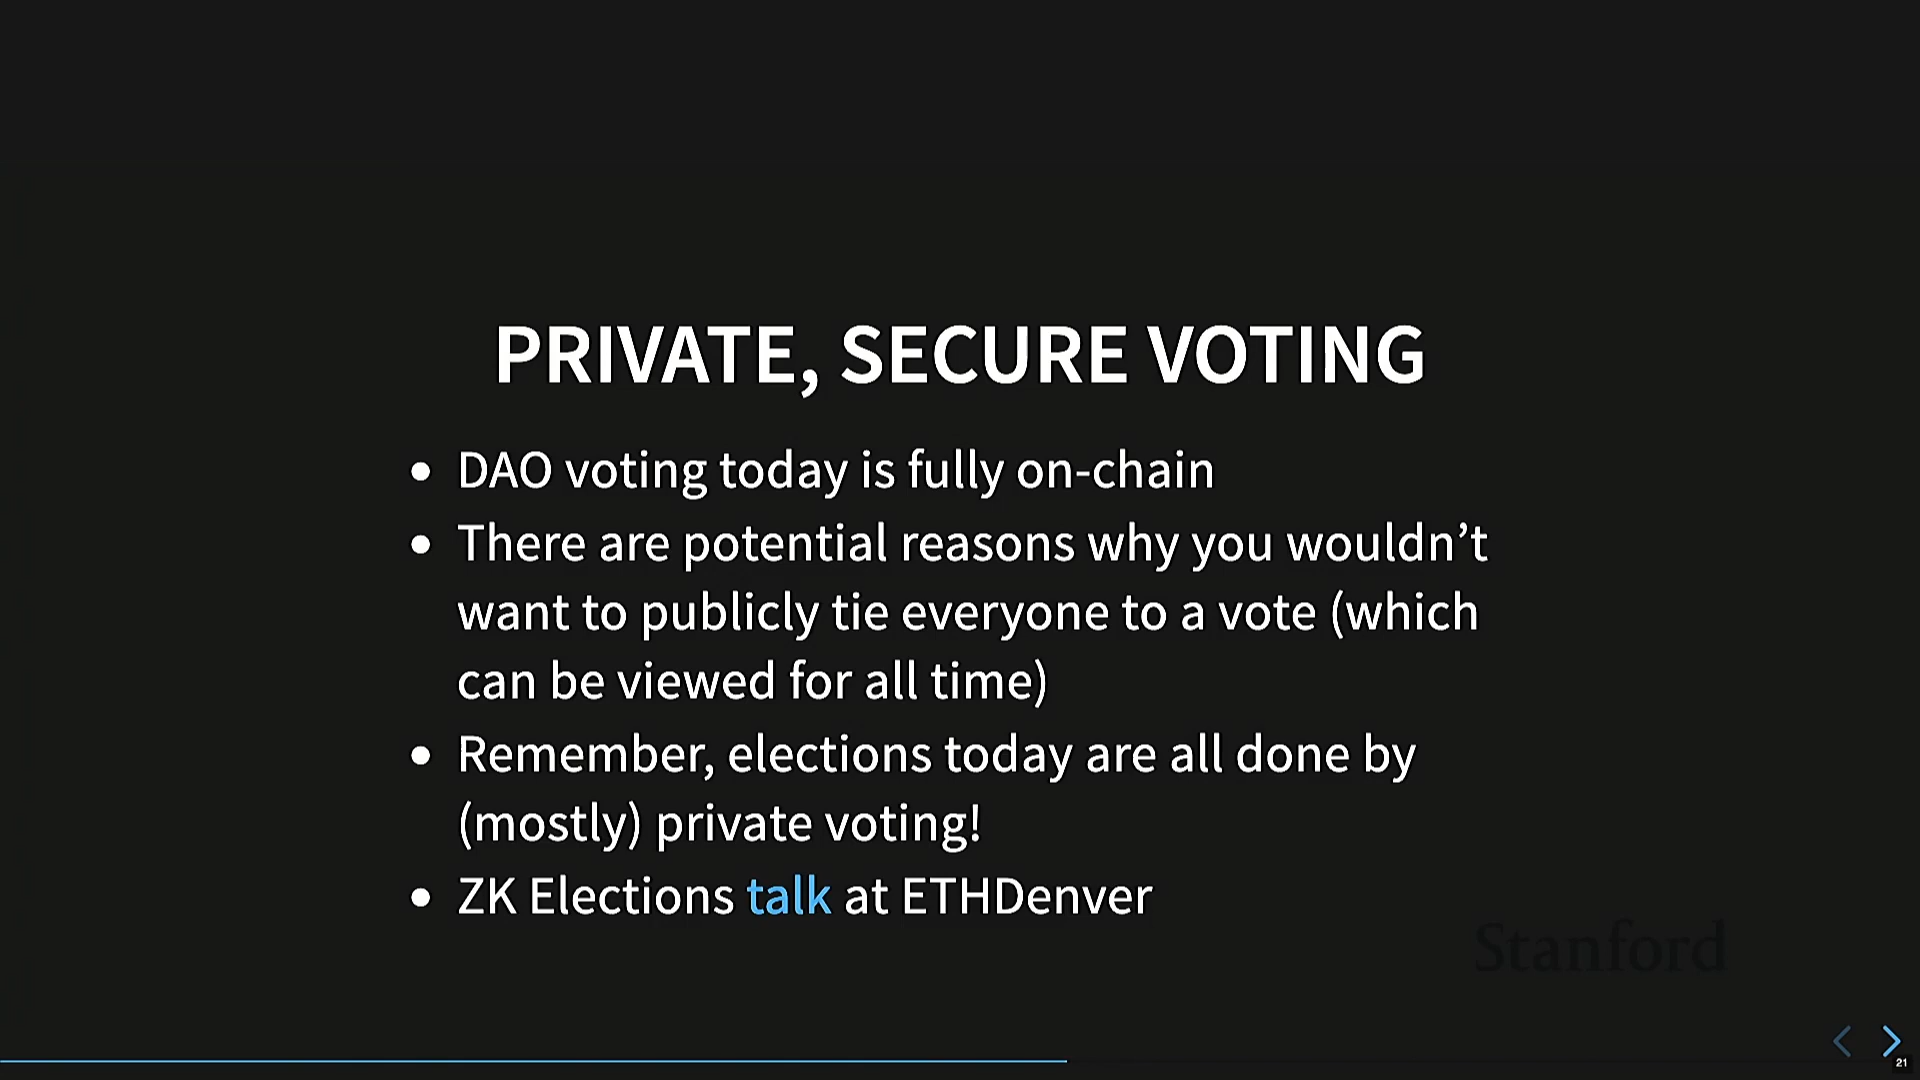 PRIVATE, SECURE VOTING
DAO voting today is fully on-chain
There are potential reasons why you wouldn’t
want to publicly tie everyone to a vote (which
can be viewed for all time)
Remember, elections today are all done by
(mostly) private voting!
ZK Elections talk at ETHDenver
Stanford
21